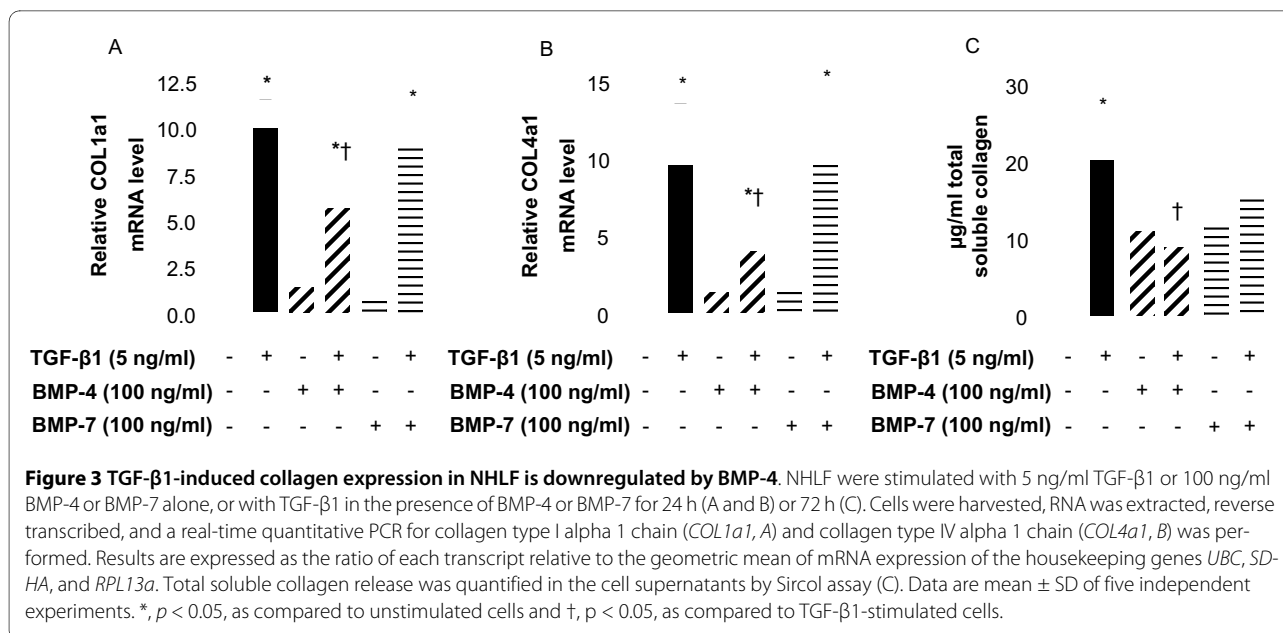 A
B
C
Relative COL1a1
mRNA level
12.5
10.0
7.5
5.0
2.5
0.0
*
*†
*
Relative COL4a1
mRNA level
15
10
5
0
*
*†
*
µg/ml total
soluble collagen
30
20
10
0
*
†
TGF-β1 (5 ng/ml) - + - + - + TGF-β1 (5 ng/ml) - + - + - + TGF-β1 (5 ng/ml) - + - + - +
BMP-4 (100 ng/ml) - - + + - - BMP-4 (100 ng/ml) - - + + - - BMP-4 (100 ng/ml) - - + + - -
BMP-7 (100 ng/ml) - - - - + + BMP-7 (100 ng/ml) - - - - + + BMP-7 (100 ng/ml) - - - - + +
Figure 3 TGF-β1-induced collagen expression in NHLF is downregulated by BMP-4. NHLF were stimulated with 5 ng/ml TGF-β1 or 100 ng/ml
BMP-4 or BMP-7 alone, or with TGF-β1 in the presence of BMP-4 or BMP-7 for 24 h (A and B) or 72 h (C). Cells were harvested, RNA was extracted, reverse
transcribed, and a real-time quantitative PCR for collagen type I alpha 1 chain (COL1a1, A) and collagen type IV alpha 1 chain (COL4a1, B) was per-
formed. Results are expressed as the ratio of each transcript relative to the geometric mean of mRNA expression of the housekeeping genes UBC, SD-
HA, and RPL13a. Total soluble collagen release was quantified in the cell supernatants by Sircol assay (C). Data are mean ± SD of five independent
experiments. *, p < 0.05, as compared to unstimulated cells and †, p < 0.05, as compared to TGF-β1-stimulated cells.